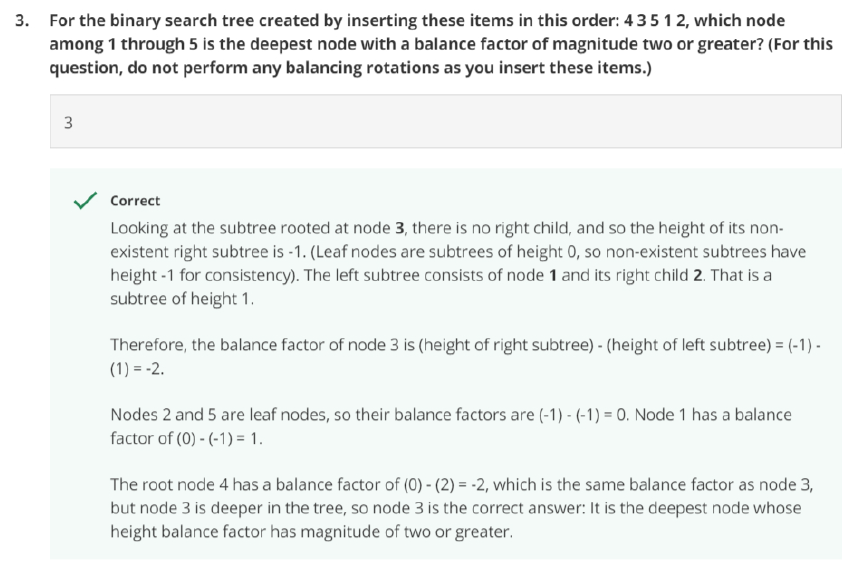 3. For the binary search tree created by inserting these items in this order: 4 3 5 1 2, which node
among 1 through 5 is the deepest node with a balance factor of magnitude two or greater? (For this
question, do not perform any balancing rotations as you insert these items.)
3
Correct
Looking at the subtree rooted at node 3, there is no right child, and so the height of its non-
existent right subtree is -1. (Leaf nodes are subtrees of height 0, so non-existent subtrees have
height -1 for consistency). The left subtree consists of node 1 and its right child 2. That is a
subtree of height 1.
Therefore, the balance factor of node 3 is (height of right subtree) - (height of left subtree) = (-1) -
(1) = -2.
Nodes 2 and 5 are leaf nodes, so their balance factors are (-1) - (-1) = 0. Node 1 has a balance
factor of (0) - (-1) = 1.
The root node 4 has a balance factor of (0) - (2) = -2, which is the same balance factor as node 3,
but node 3 is deeper in the tree, so node 3 is the correct answer: It is the deepest node whose
height balance factor has magnitude of two or greater.